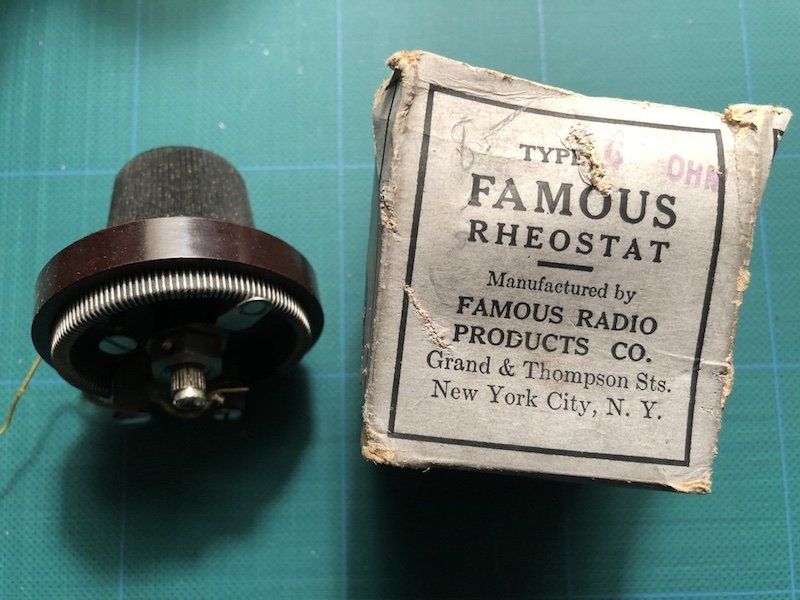 TYPE 6 OHM
FAMOUS
RHEOSTAT
Manufactured by
FAMOUS RADIO
PRODUCTS CO.
Grand & Thompson Sts.
New York City, N. Y.